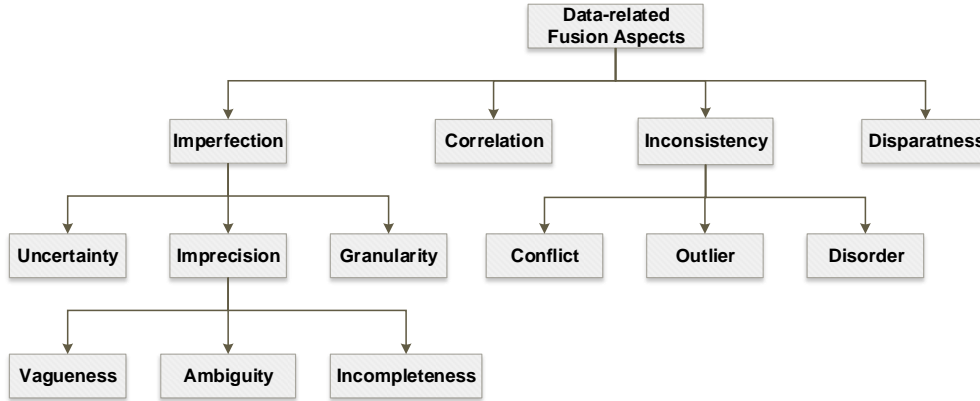 Data-related
Fusion Aspects
Imperfection
Correlation
Inconsistency
Disparatness
Uncertainty
Imprecision
Granularity
Conflict
Outlier
Disorder
Vagueness
Ambiguity
Incompleteness